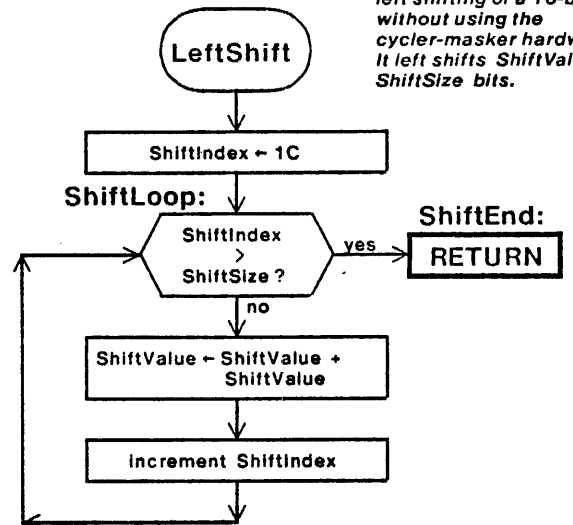 left shifting of a 16-b
without using the
cycler-masker hardw
It left shifts ShiftVal
ShiftSize bits.
LeftShift
ShiftIndex ← 1C
ShiftLoop:
ShiftIndex
>
ShiftSize ?
yes
ShiftEnd:
RETURN
no
ShiftValue ← ShiftValue +
ShiftValue
increment ShiftIndex